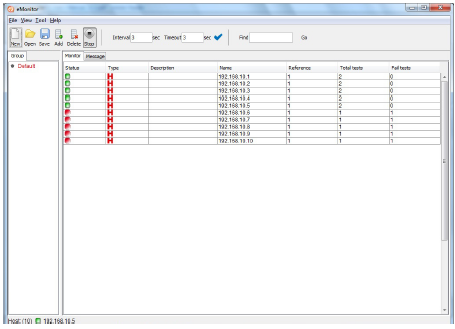 eMonitor
File View Tool Help
New Open Save Add Delete Stop Interval 3 sec Timeout 3 sec Find Go
Group Monitor Message
Default
Status Type Description Name Reference Total tests Fail tests
H 192.168.10.1 1 2 0
H 192.168.10.2 1 2 0
H 192.168.10.3 1 2 0
H 192.168.10.4 1 2 0
H 192.168.10.5 1 2 0
H 192.168.10.6 1 1 1
H 192.168.10.7 1 1 1
H 192.168.10.8 1 1 1
H 192.168.10.9 1 1 1
H 192.168.10.10 1 1 1
Host: (10) 192.168.10.5